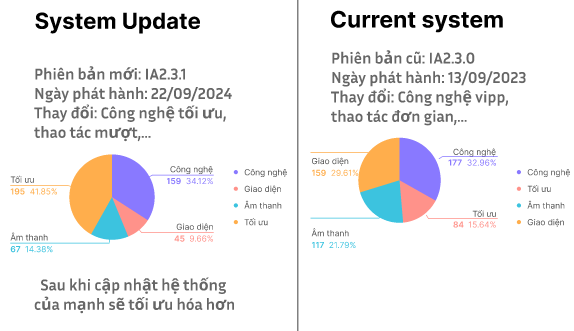 System Update
Phiên bản mới: IA2.3.1
Ngày phát hành: 22/09/2024
Thay đổi: Công nghệ tối ưu,
thao tác mượt,...
Công nghệ
159 34.12%
Giao diện
45 9.66%
Âm thanh
67 14.38%
Tối ưu
195 41.85%
Công nghệ
Giao diện
Âm thanh
Tối ưu
Sau khi cập nhật hệ thống
của mạnh sẽ tối ưu hóa hơn
Current system
Phiên bản cũ: IA2.3.0
Ngày phát hành: 13/09/2023
Thay đổi: Công nghệ vipp,
thao tác đơn gian,...
Công nghệ
177 32.96%
Tối ưu
84 15.64%
Âm thanh
117 21.79%
Giao diện
159 29.61%
Công nghệ
Tối ưu
Âm thanh
Giao diện